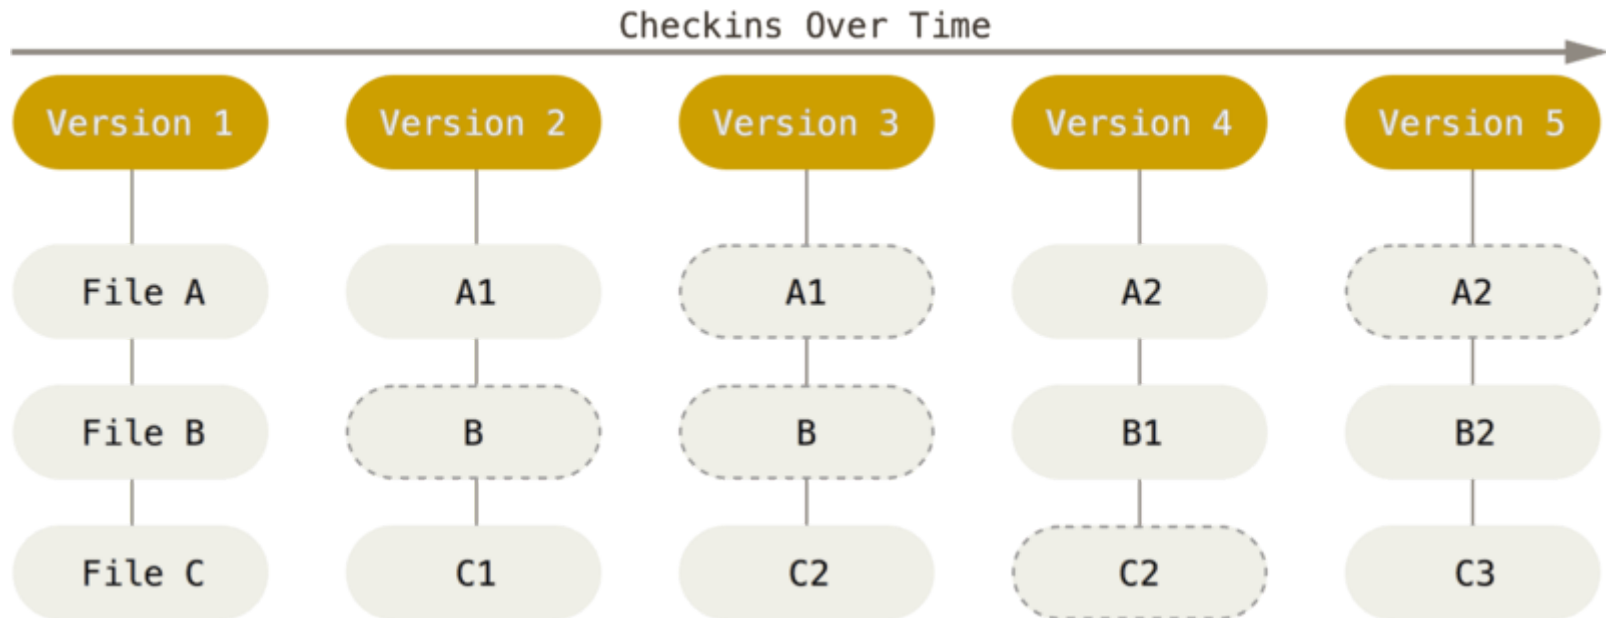 Checkins Over Time
Version 1 Version 2 Version 3 Version 4 Version 5
File A A1 A1 A2 A2
File B B B B1 B2
File C C1 C2 C2 C3